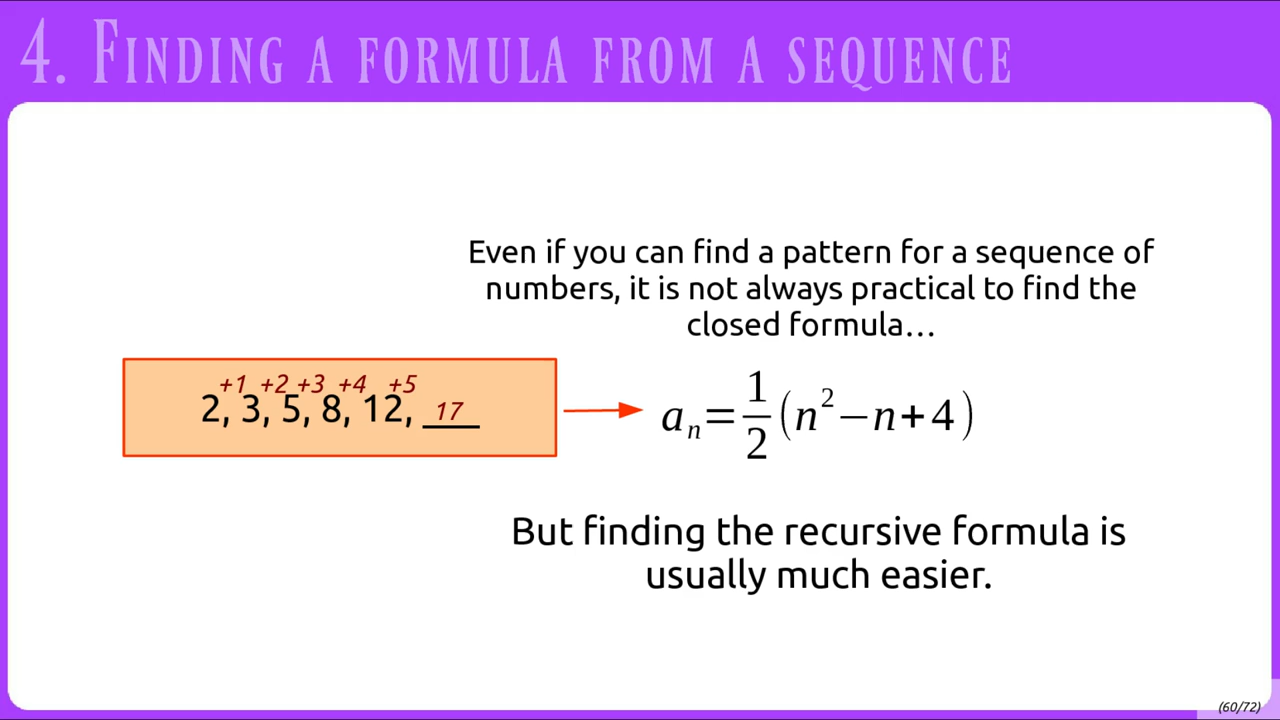 4. Finding a formula from a sequence
Even if you can find a pattern for a sequence of
numbers, it is not always practical to find the
closed formula…
+1 +2 +3 +4 +5
2, 3, 5, 8, 12, 17
aₙ=1/2(n²−n+4)
But finding the recursive formula is
usually much easier.
(60/72)